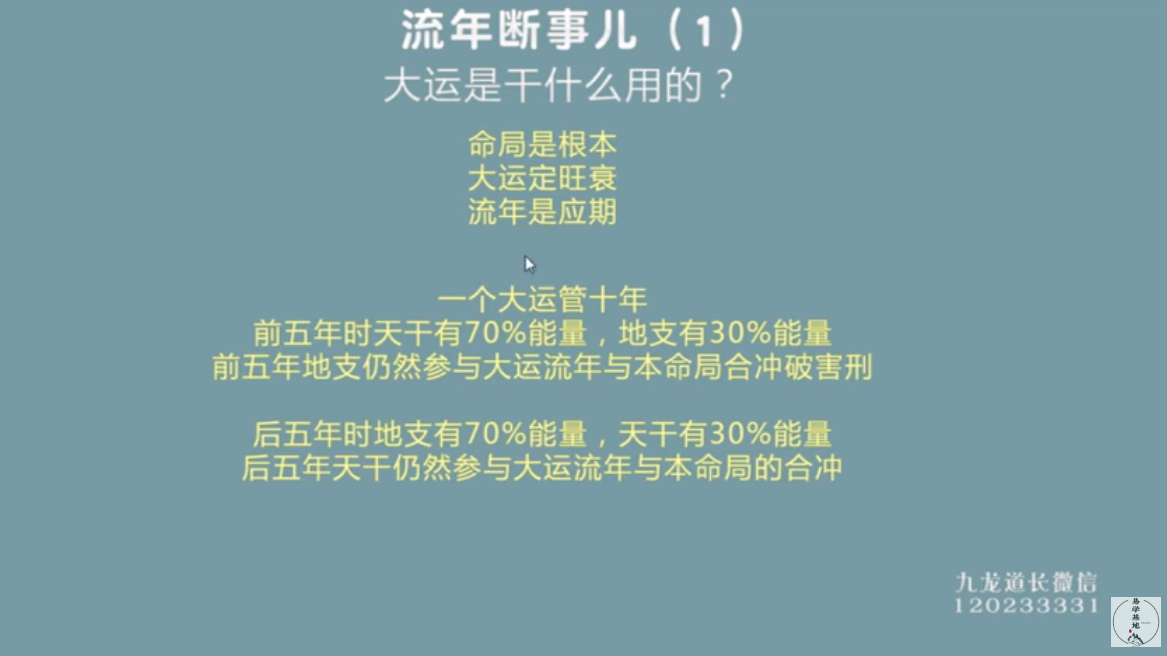 流年断事儿（1）
大运是干什么用的？
命局是根本
大运定旺衰
流年是应期
一个大运管十年
前五年时天干有70%能量，地支有30%能量
前五年地支仍然参与大运流年与本命局合冲破害刑
后五年时地支有70%能量，天干有30%能量
后五年天干仍然参与大运流年与本命局的合冲
九龙道长微信
120233331
易学基地